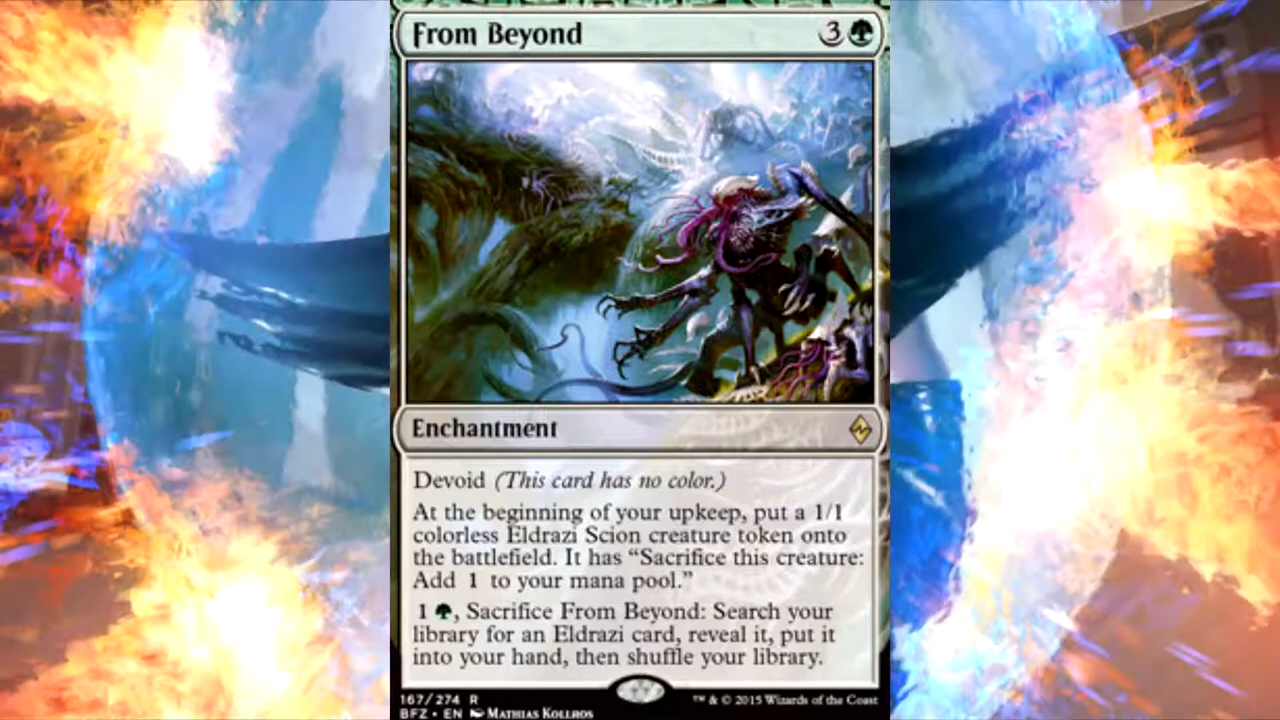 From Beyond 3
Enchantment
Devoid (This card has no color.)
At the beginning of your upkeep, put a 1/1
colorless Eldrazi Scion creature token onto
the battlefield. It has “Sacrifice this creature:
Add 1 to your mana pool.”
1 , Sacrifice From Beyond: Search your
library for an Eldrazi card, reveal it, put it
into your hand, then shuffle your library.
167/274 R
™ & © 2015 Wizards of the Coast
BFZ • EN Mathias Kollros